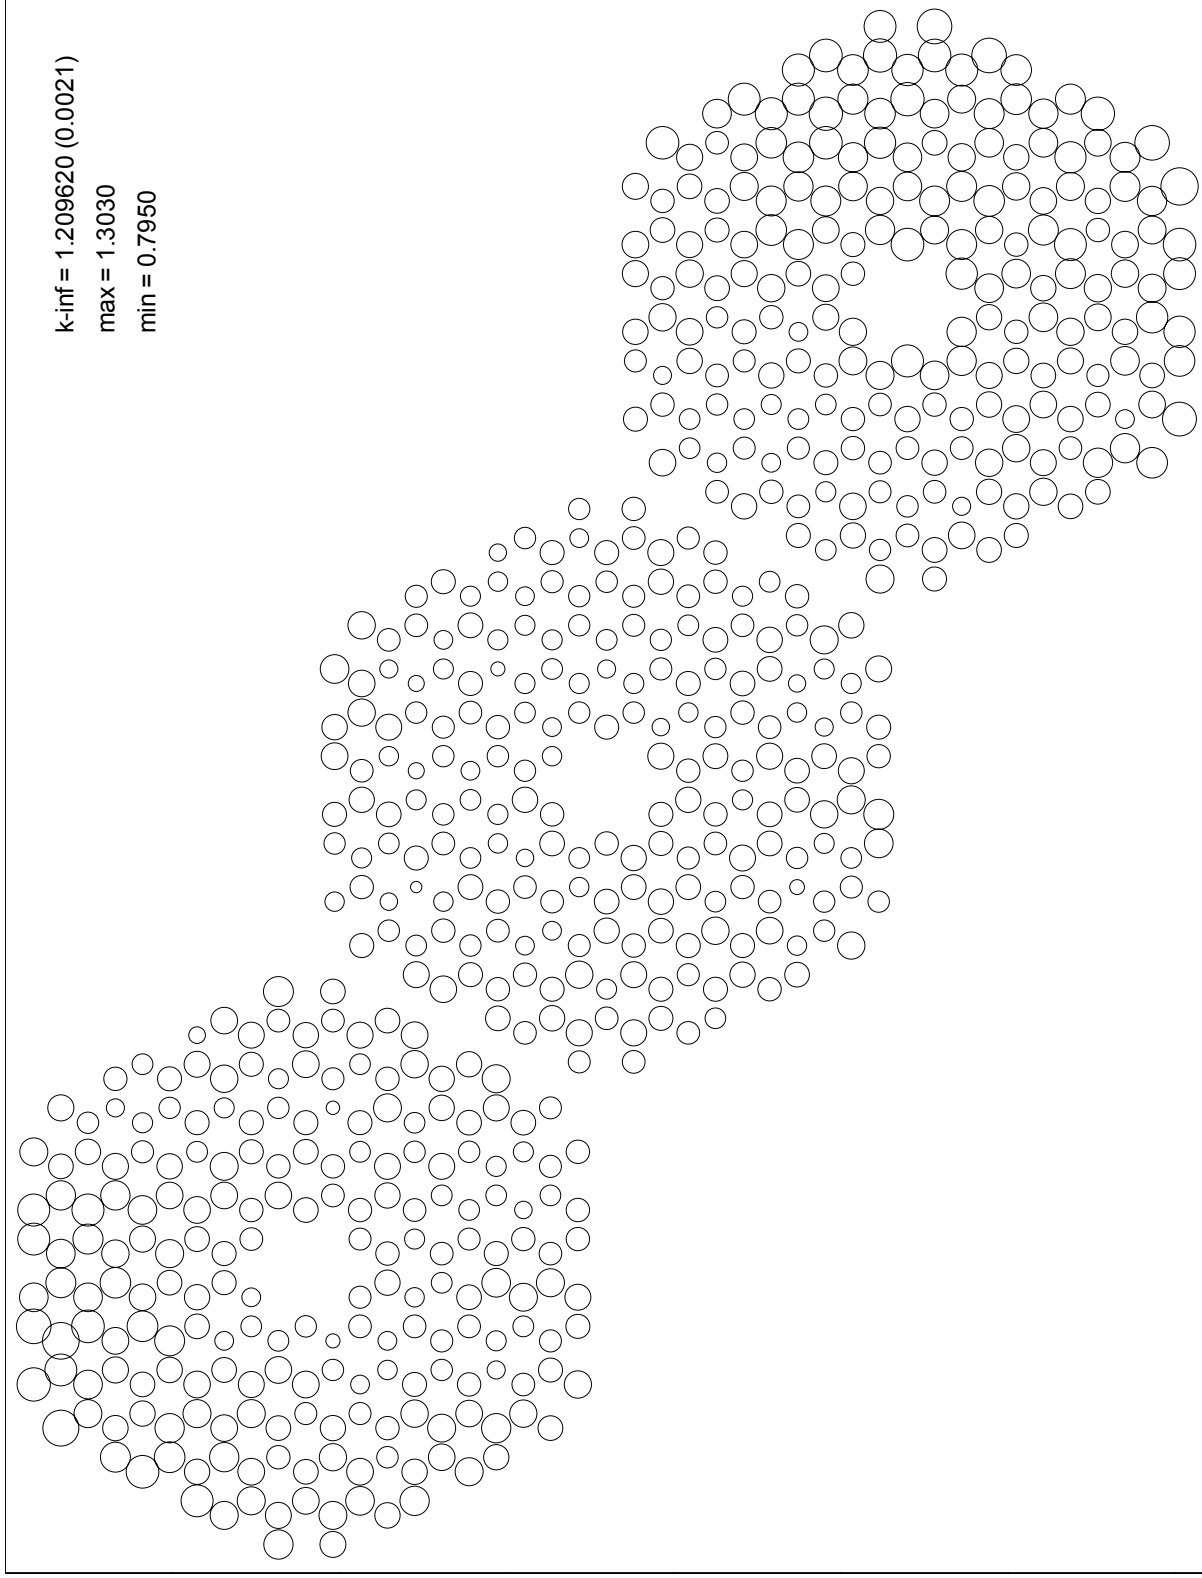 k-inf = 1.209620 (0.0021)
max = 1.3030
min = 0.7950